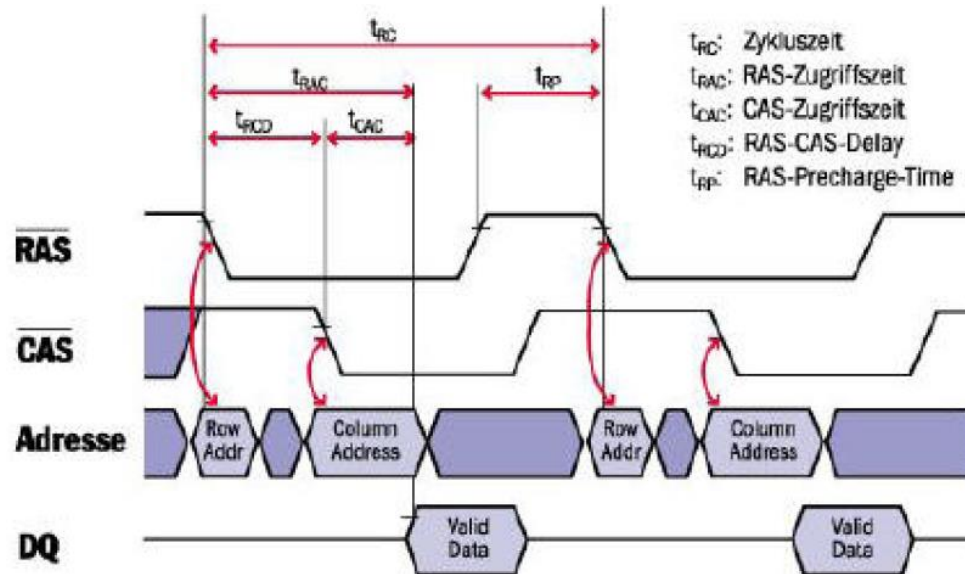 tRC
tRAC
tRP
tRCD
tCAC
tRC: Zykluszeit
tRAC: RAS-Zugriffszeit
tCAC: CAS-Zugriffszeit
tRCD: RAS-CAS-Delay
tRP: RAS-Precharge-Time
RAS
CAS
Adresse
Row
Addr
Column
Address
Row
Addr
Column
Address
DQ
Valid
Data
Valid
Data